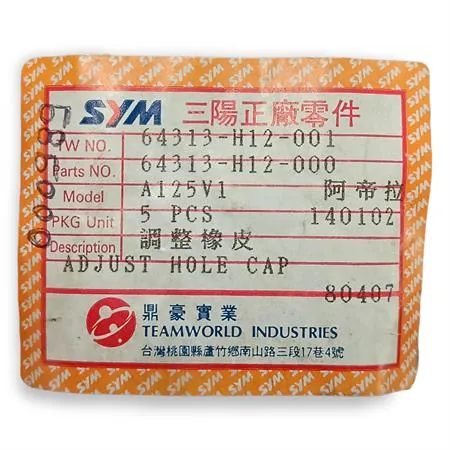 SYM 三陽正廠零件
TW NO. 64313-H12-001
Parts NO. 64313-H12-000
Model A125V1 阿帝拉
PKG Unit 5 PCS 140102
Description 調整橡皮
ADJUST HOLE CAP
80407
鼎豪實業
TEAMWORLD INDUSTRIES
台灣桃園縣蘆竹鄉南山路三段17巷4號